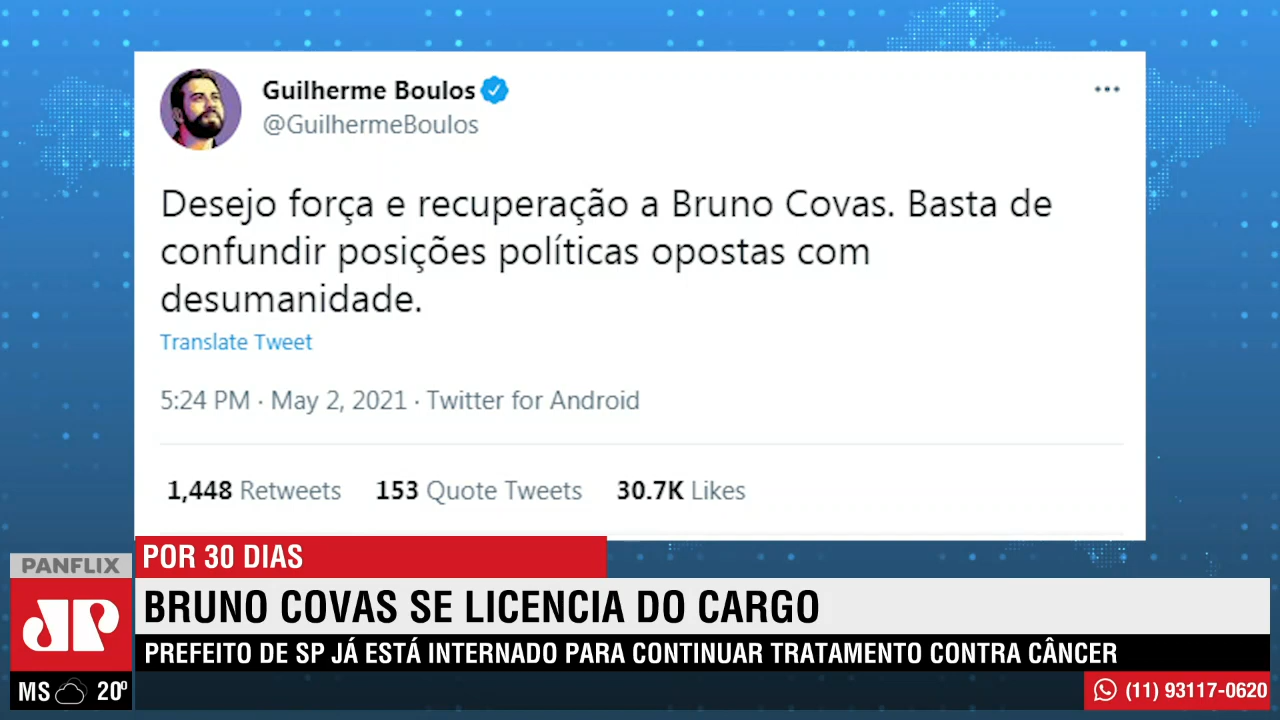 Guilherme Boulos
@GuilhermeBoulos
Desejo força e recuperação a Bruno Covas. Basta de
confundir posições políticas opostas com
desumanidade.
Translate Tweet
5:24 PM · May 2, 2021 · Twitter for Android
1,448 Retweets 153 Quote Tweets 30.7K Likes
PANFLIX
POR 30 DIAS
JP
BRUNO COVAS SE LICENCIA DO CARGO
PREFEITO DE SP JÁ ESTÁ INTERNADO PARA CONTINUAR TRATAMENTO CONTRA CÂNCER
MS 20º
(11) 93117-0620